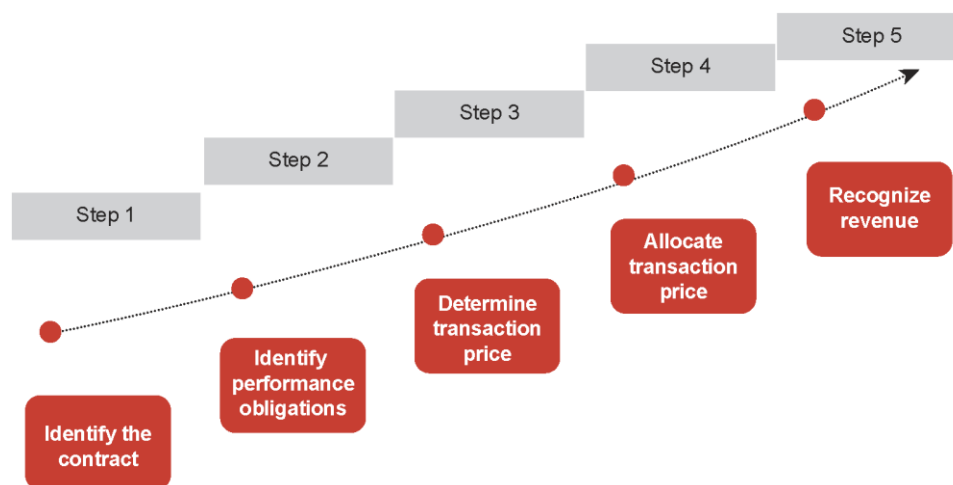 Step 1
Step 2
Step 3
Step 4
Step 5
Identify the
contract
Identify
performance
obligations
Determine
transaction
price
Allocate
transaction
price
Recognize
revenue